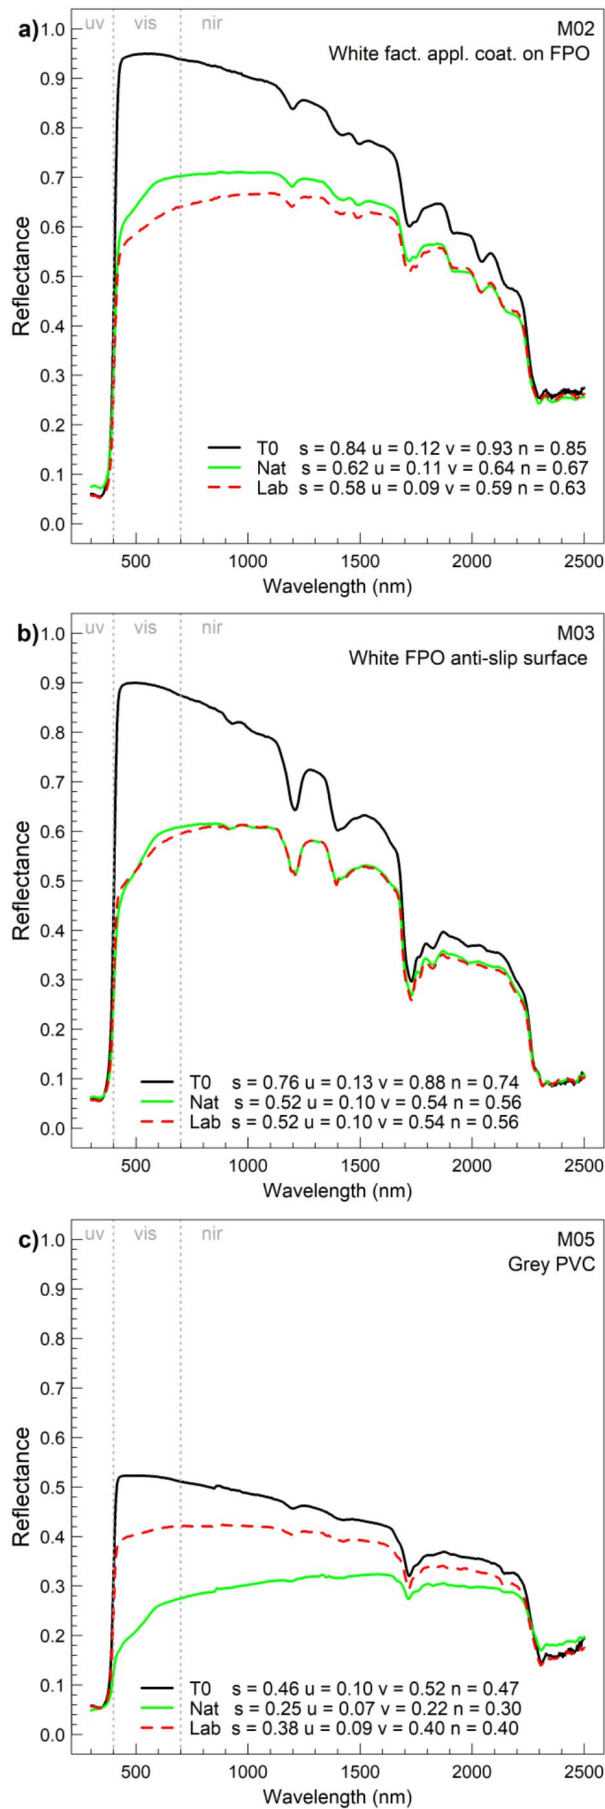 a)
uv vis nir
M02
White fact. appl. coat. on FPO
1.0
0.9
0.8
0.7
0.6
0.5
0.4
0.3
0.2
0.1
0.0
Reflectance
T0 s = 0.84 u = 0.12 v = 0.93 n = 0.85
Nat s = 0.62 u = 0.11 v = 0.64 n = 0.67
Lab s = 0.58 u = 0.09 v = 0.59 n = 0.63
500 1000 1500 2000 2500
Wavelength (nm)
b)
uv vis nir
M03
White FPO anti-slip surface
1.0
0.9
0.8
0.7
0.6
0.5
0.4
0.3
0.2
0.1
0.0
Reflectance
T0 s = 0.76 u = 0.13 v = 0.88 n = 0.74
Nat s = 0.52 u = 0.10 v = 0.54 n = 0.56
Lab s = 0.52 u = 0.10 v = 0.54 n = 0.56
500 1000 1500 2000 2500
Wavelength (nm)
c)
uv vis nir
M05
Grey PVC
1.0
0.9
0.8
0.7
0.6
0.5
0.4
0.3
0.2
0.1
0.0
Reflectance
T0 s = 0.46 u = 0.10 v = 0.52 n = 0.47
Nat s = 0.25 u = 0.07 v = 0.22 n = 0.30
Lab s = 0.38 u = 0.09 v = 0.40 n = 0.40
500 1000 1500 2000 2500
Wavelength (nm)